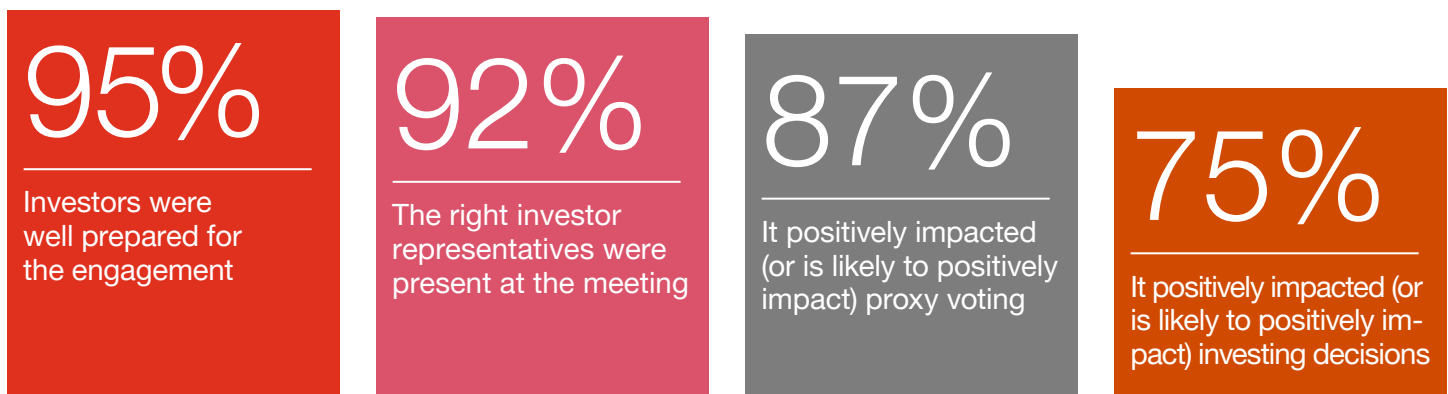 95%
Investors were
well prepared for
the engagement
92%
The right investor
representatives were
present at the meeting
87%
It positively impacted
(or is likely to positively
impact) proxy voting
75%
It positively impacted (or
is likely to positively im-
pact) investing decisions